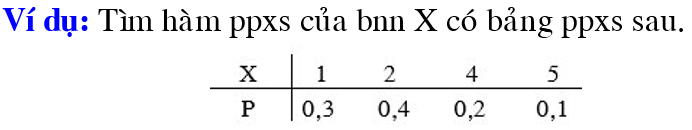 Ví dụ: Tìm hàm ppxs của bnn X có bảng ppxs sau.
X 1 2 4 5
P 0,3 0,4 0,2 0,1